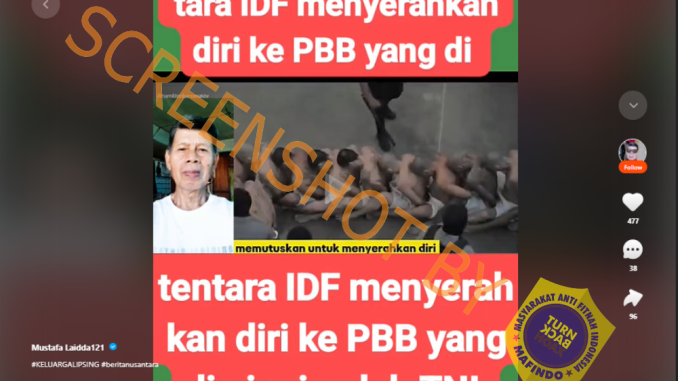 tara IDF menyerahkan
diri ke PBB yang di
memutuskan untuk menyerahkan diri
tentara IDF menyerah
kan diri ke PBB yang
SCREENSHOT BY
Follow
477
38
96
Mustafa Laidda121
#KELUARGALIPSING #beritanusantara
MASYARAKAT ANTI FITNAH INDONESIA
TURN
BACK
MAFINDO